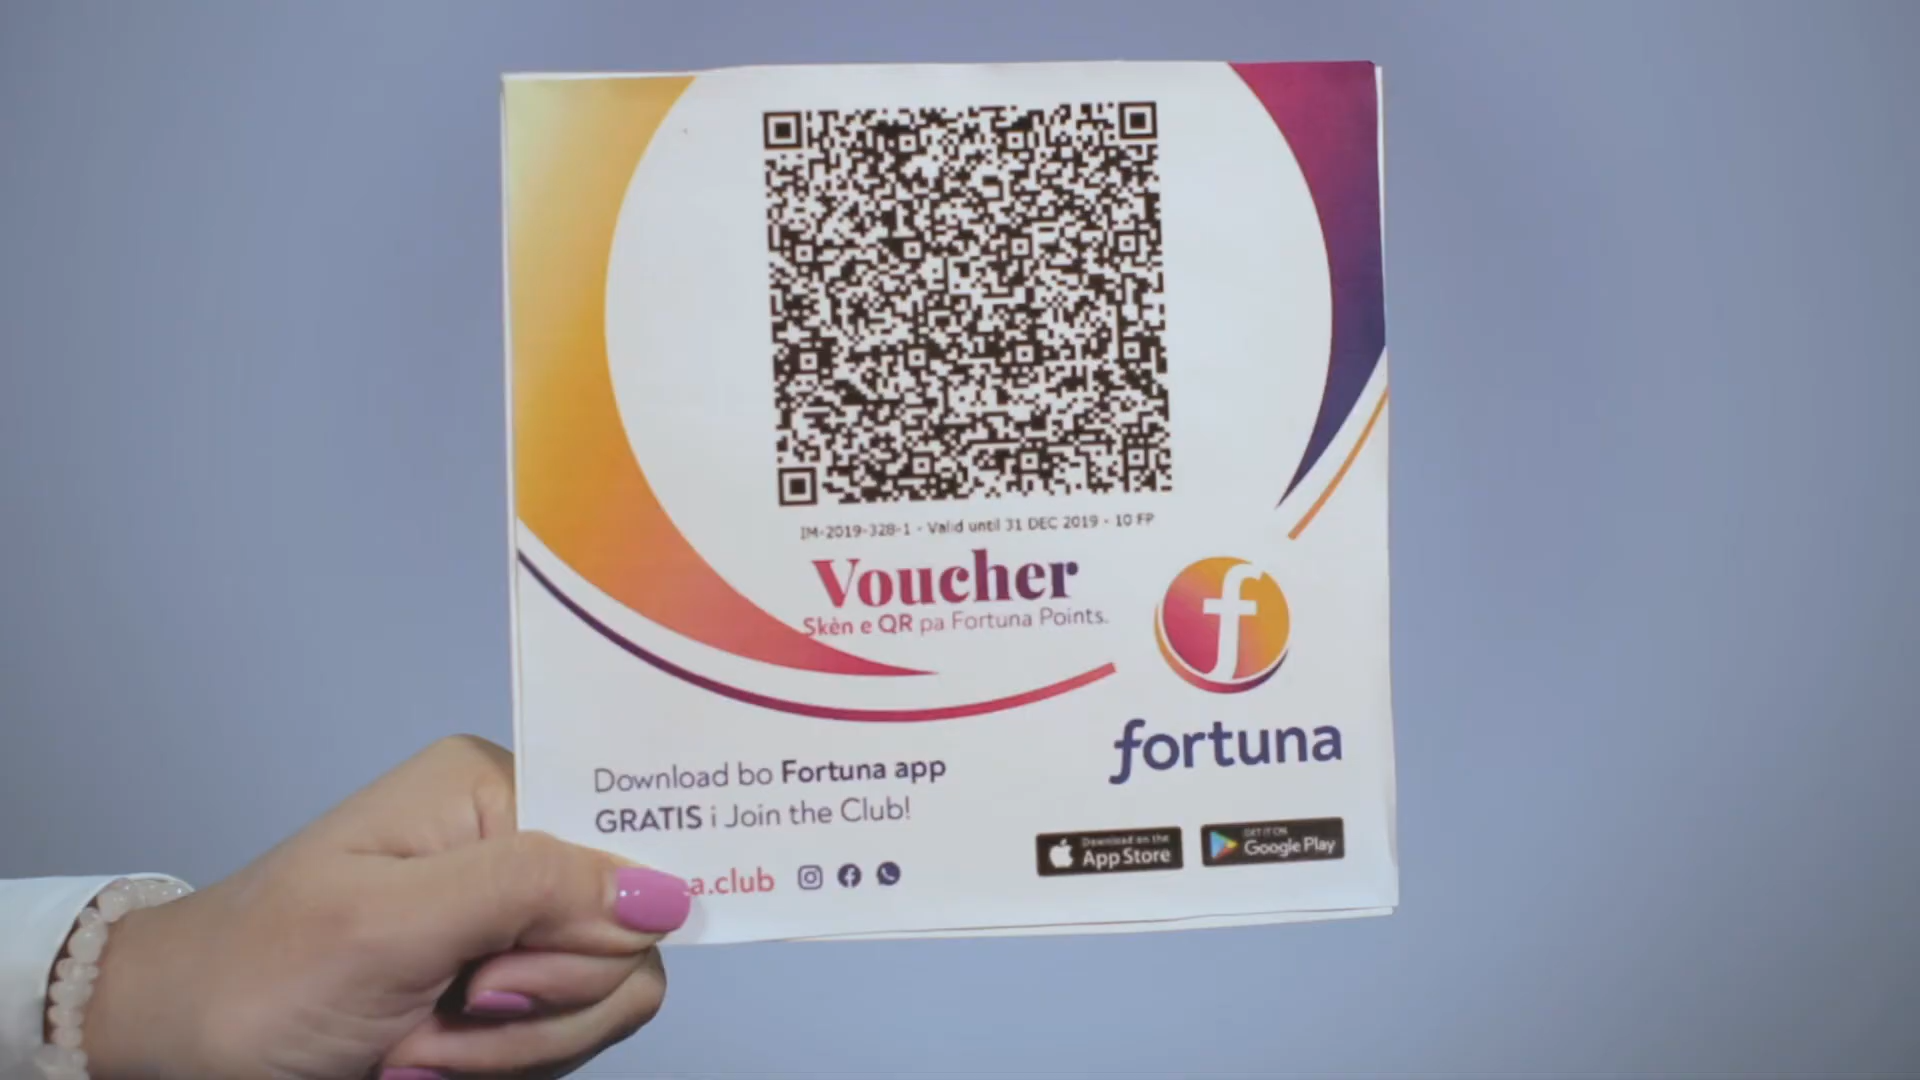 IM-2019-328-1 - Valid until 31 DEC 2019 - 10 FP
Voucher
Skèn e QR pa Fortuna Points.
f
fortuna
Download bo Fortuna app
GRATIS i Join the Club!
a.club
Download on the
App Store
GET IT ON
Google Play